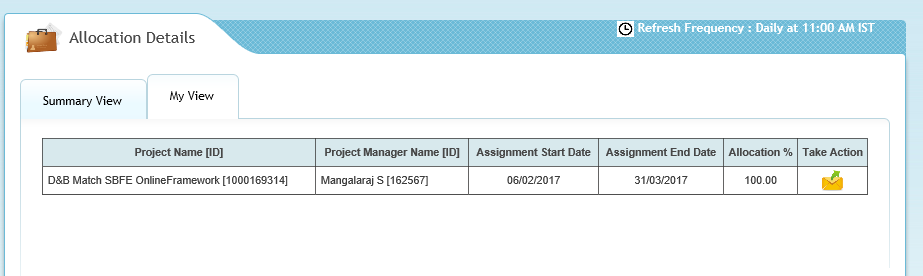 Allocation Details
Refresh Frequency : Daily at 11:00 AM IST
Summary View
My View
Project Name [ID] Project Manager Name [ID] Assignment Start Date Assignment End Date Allocation % Take Action
D&B Match SBFE OnlineFramework [1000169314] Mangalaraj S [162567] 06/02/2017 31/03/2017 100.00